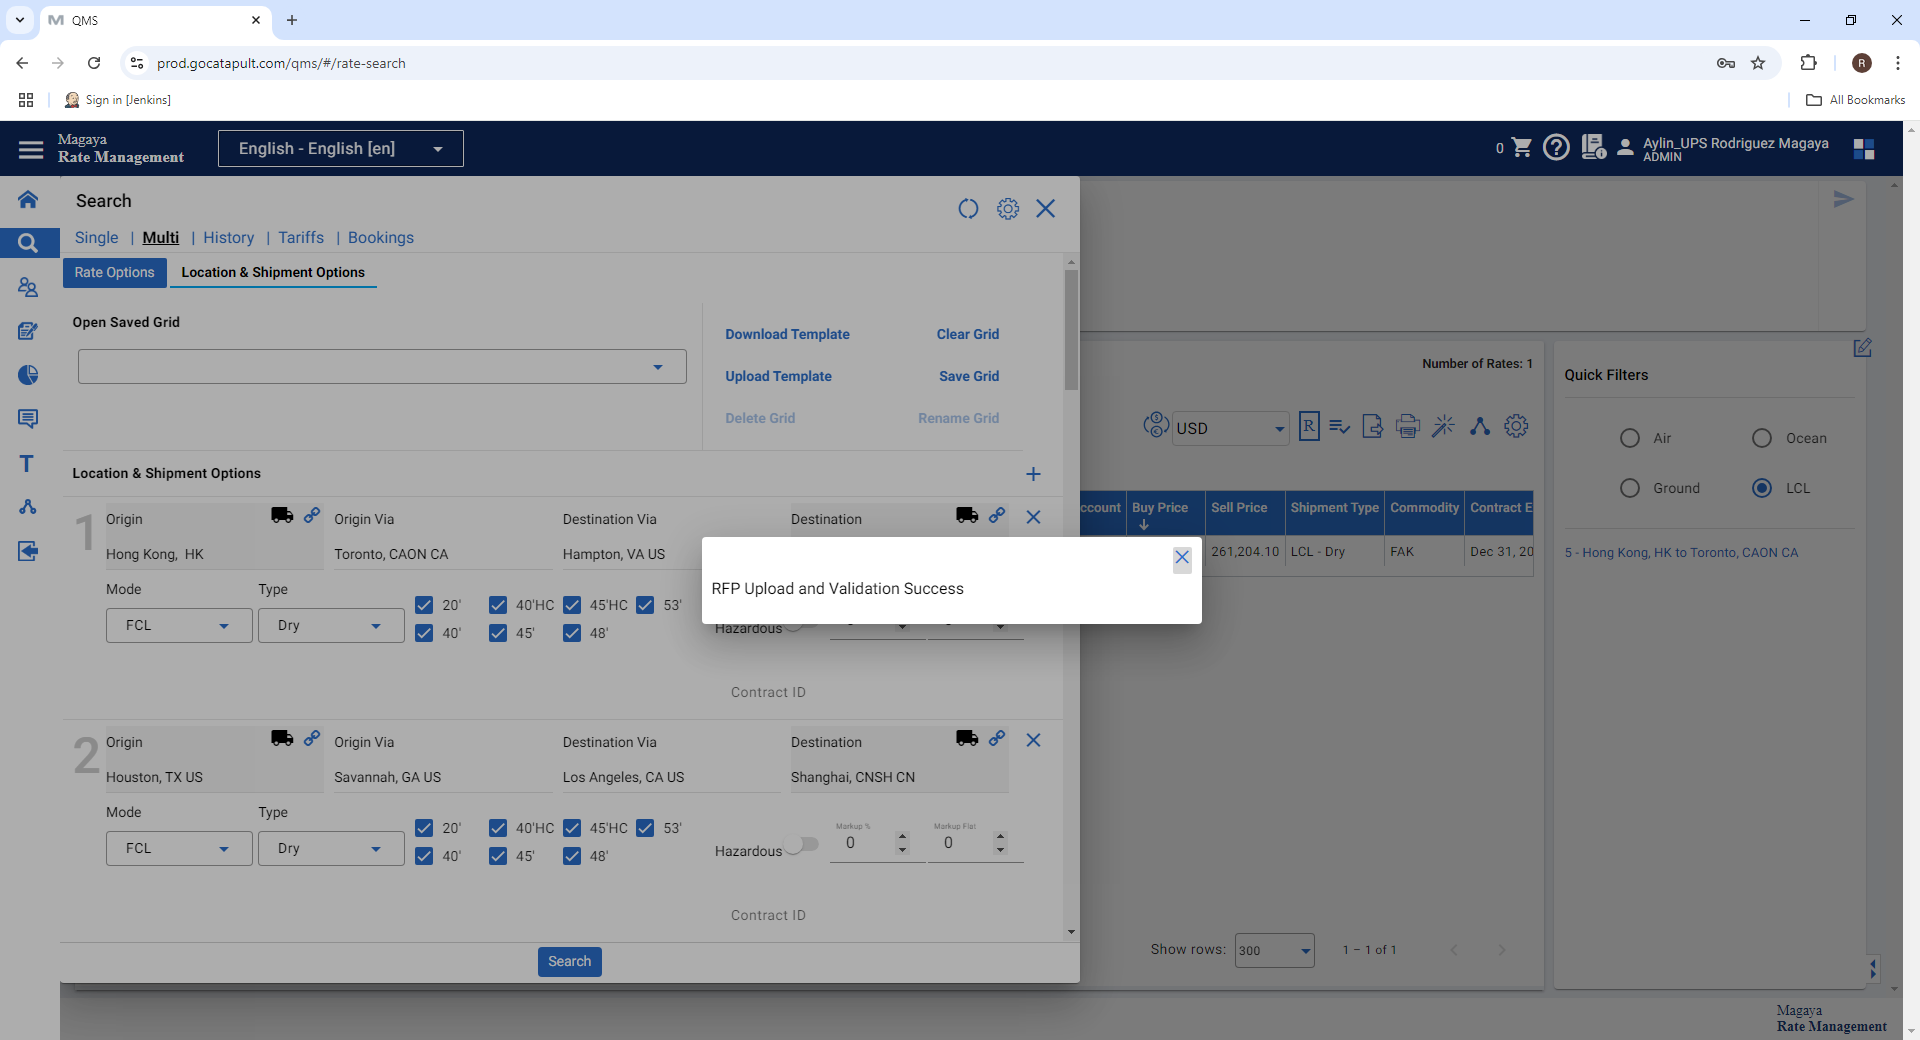 QMS
prod.gocatapult.com/qms/#/rate-search
R
Sign in [Jenkins]
All Bookmarks
Magaya
Rate Management
English - English [en]
0
Aylin_UPS Rodriguez Magaya
ADMIN
Search
Single | Multi | History | Tariffs | Bookings
Rate Options
Location & Shipment Options
Open Saved Grid
Download Template
Clear Grid
Upload Template
Save Grid
Delete Grid
Rename Grid
Location & Shipment Options
1
Origin
Origin Via
Destination Via
Destination
Hong Kong, HK
Toronto, CAON CA
Hampton, VA US
Mode
Type
20'
40'HC
45'HC
53'
FCL
Dry
40'
45'
48'
Hazardous
Contract ID
2
Origin
Origin Via
Destination Via
Destination
Houston, TX US
Savannah, GA US
Los Angeles, CA US
Shanghai, CNSH CN
Mode
Type
20'
40'HC
45'HC
53'
FCL
Dry
40'
45'
48'
Hazardous
Markup %
0
Markup Flat
0
Contract ID
Search
RFP Upload and Validation Success
Number of Rates: 1
USD
R
ccount
Buy Price
Sell Price
Shipment Type
Commodity
Contract E
261,204.10
LCL - Dry
FAK
Dec 31, 20
Show rows:
300
1 – 1 of 1
Quick Filters
Air
Ocean
Ground
LCL
5 - Hong Kong, HK to Toronto, CAON CA
Magaya
Rate Management